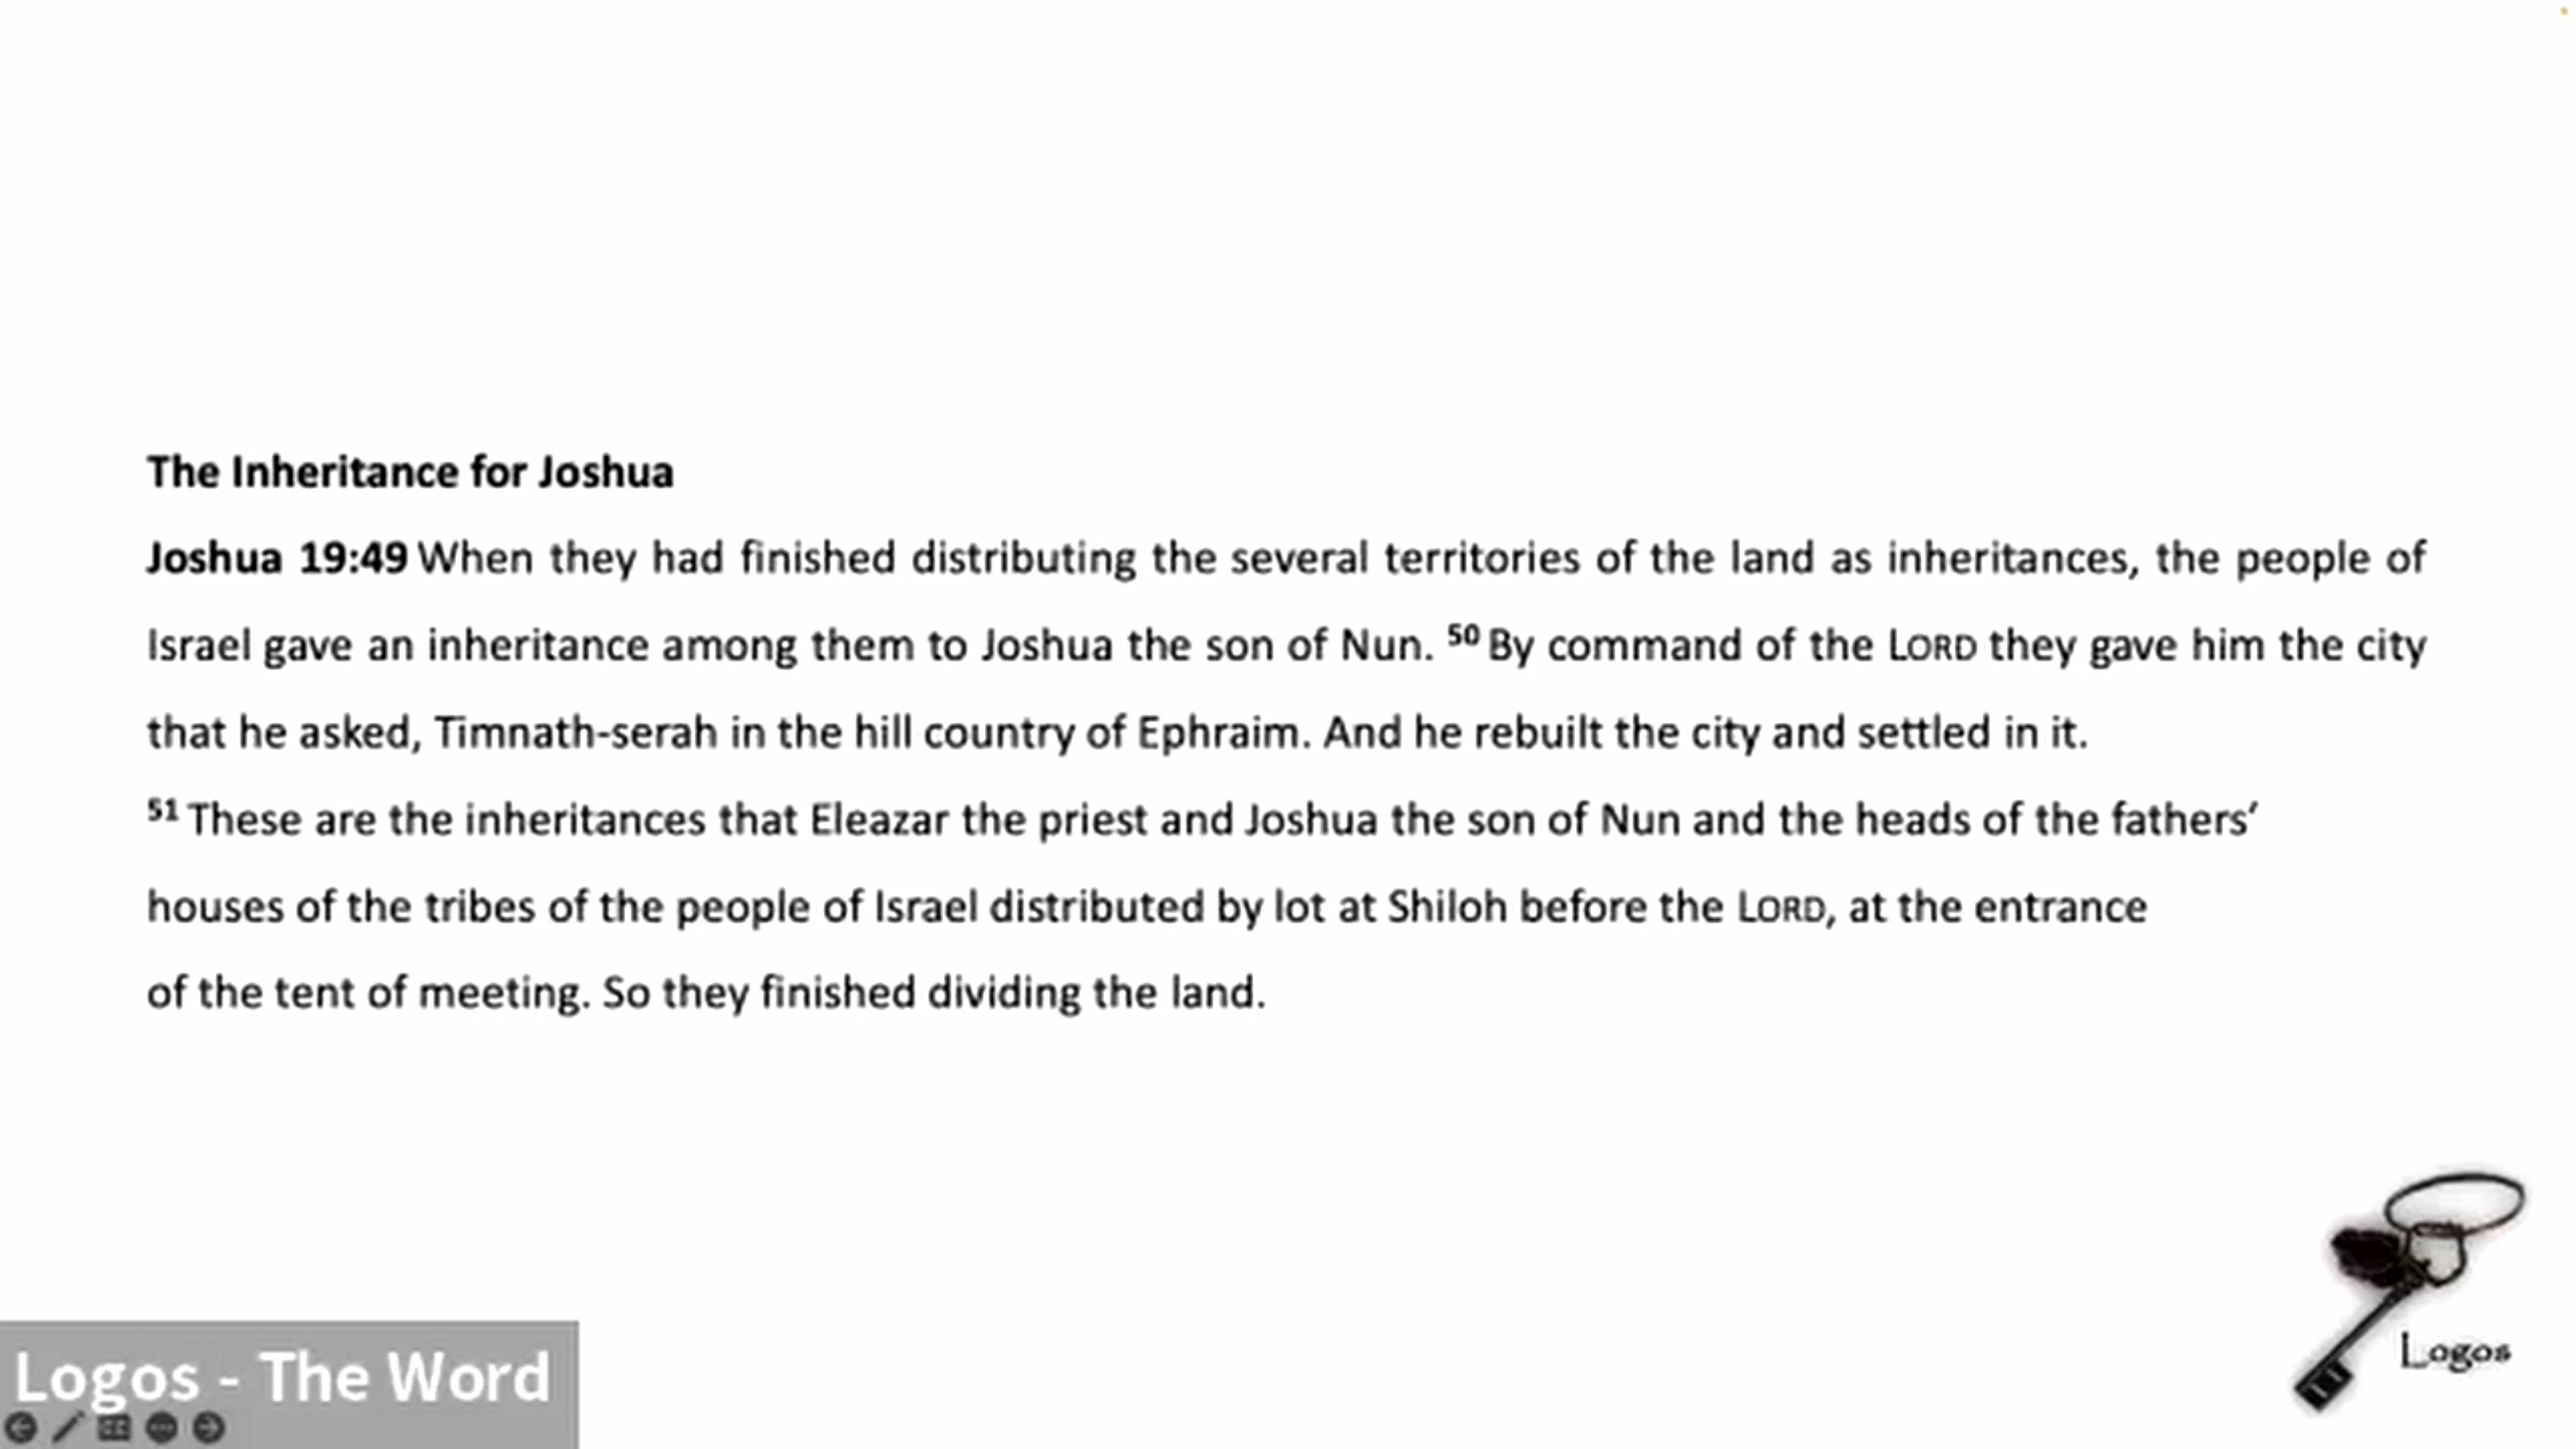 The Inheritance for Joshua
Joshua 19:49 When they had finished distributing the several territories of the land as inheritances, the people of
Israel gave an inheritance among them to Joshua the son of Nun. 50 By command of the LORD they gave him the city
that he asked, Timnath-serah in the hill country of Ephraim. And he rebuilt the city and settled in it.
51 These are the inheritances that Eleazar the priest and Joshua the son of Nun and the heads of the fathers’
houses of the tribes of the people of Israel distributed by lot at Shiloh before the LORD, at the entrance
of the tent of meeting. So they finished dividing the land.
Logos
Logos - The Word